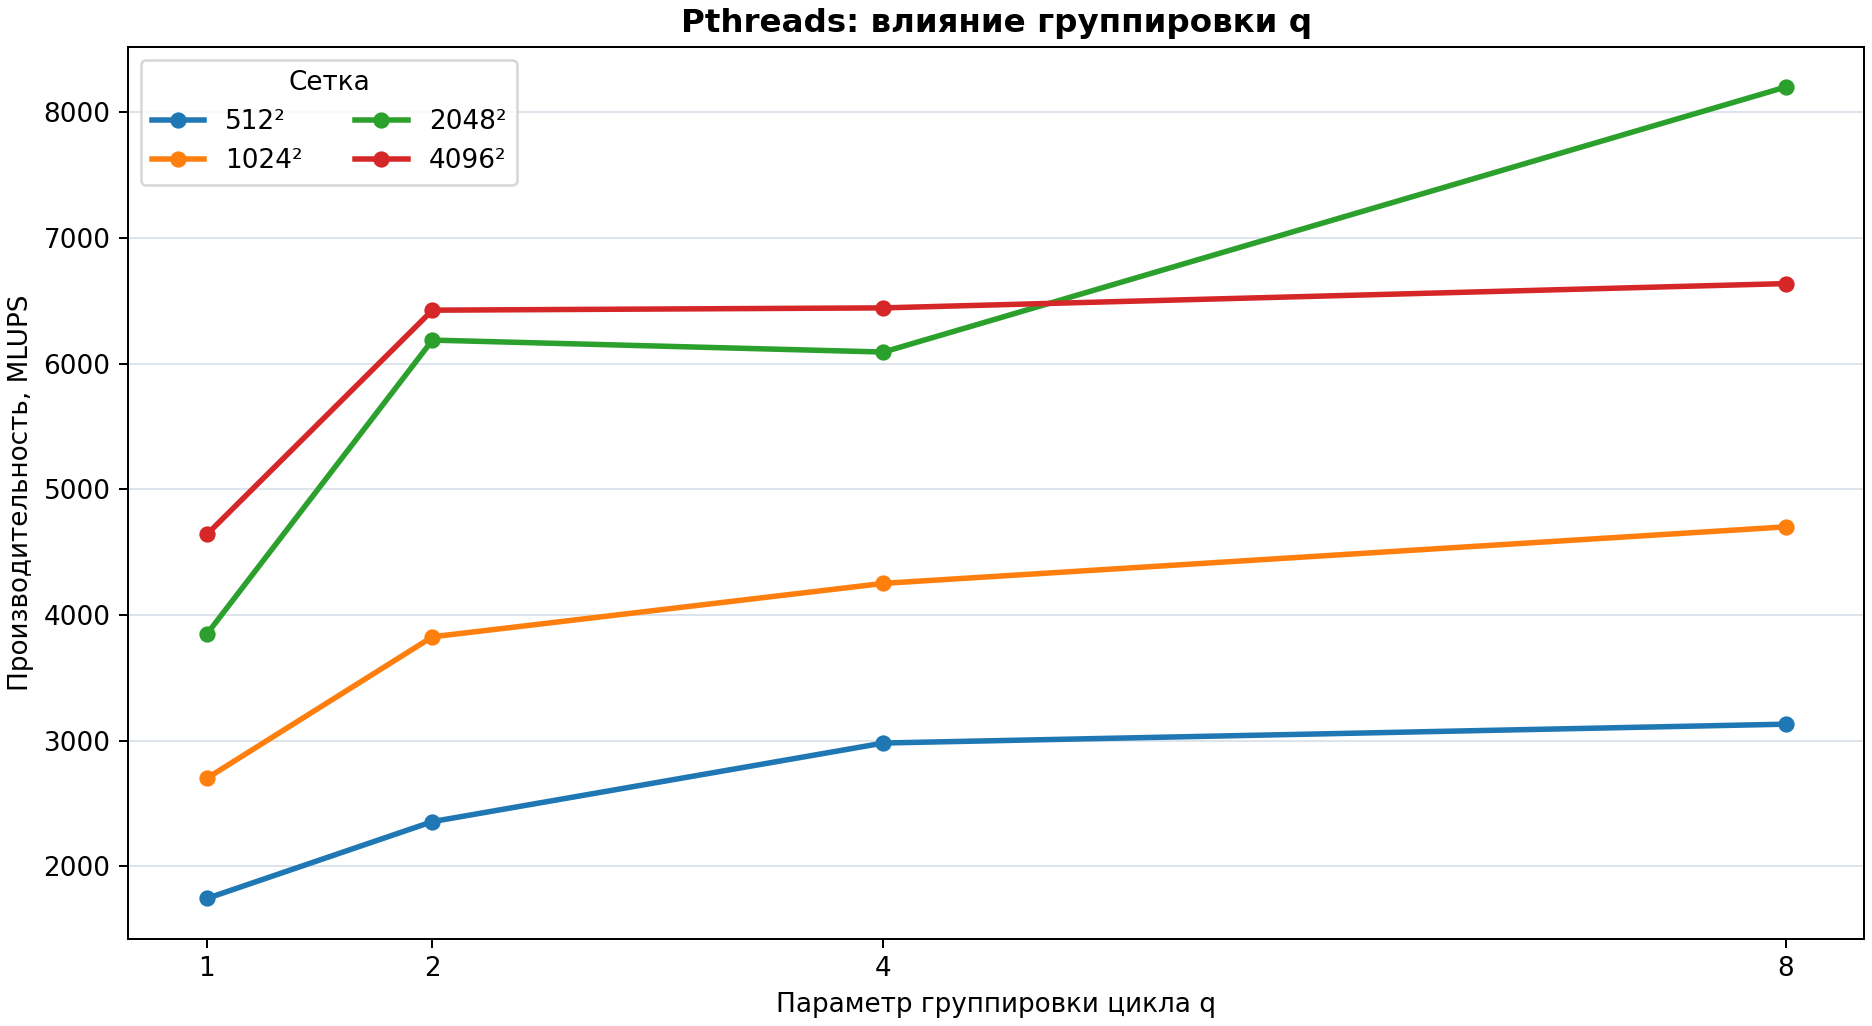 Pthreads: влияние группировки q
Сетка
512² 2048²
1024² 4096²
Производительность, MLUPS
8000
7000
6000
5000
4000
3000
2000
1 2 4 8
Параметр группировки цикла q